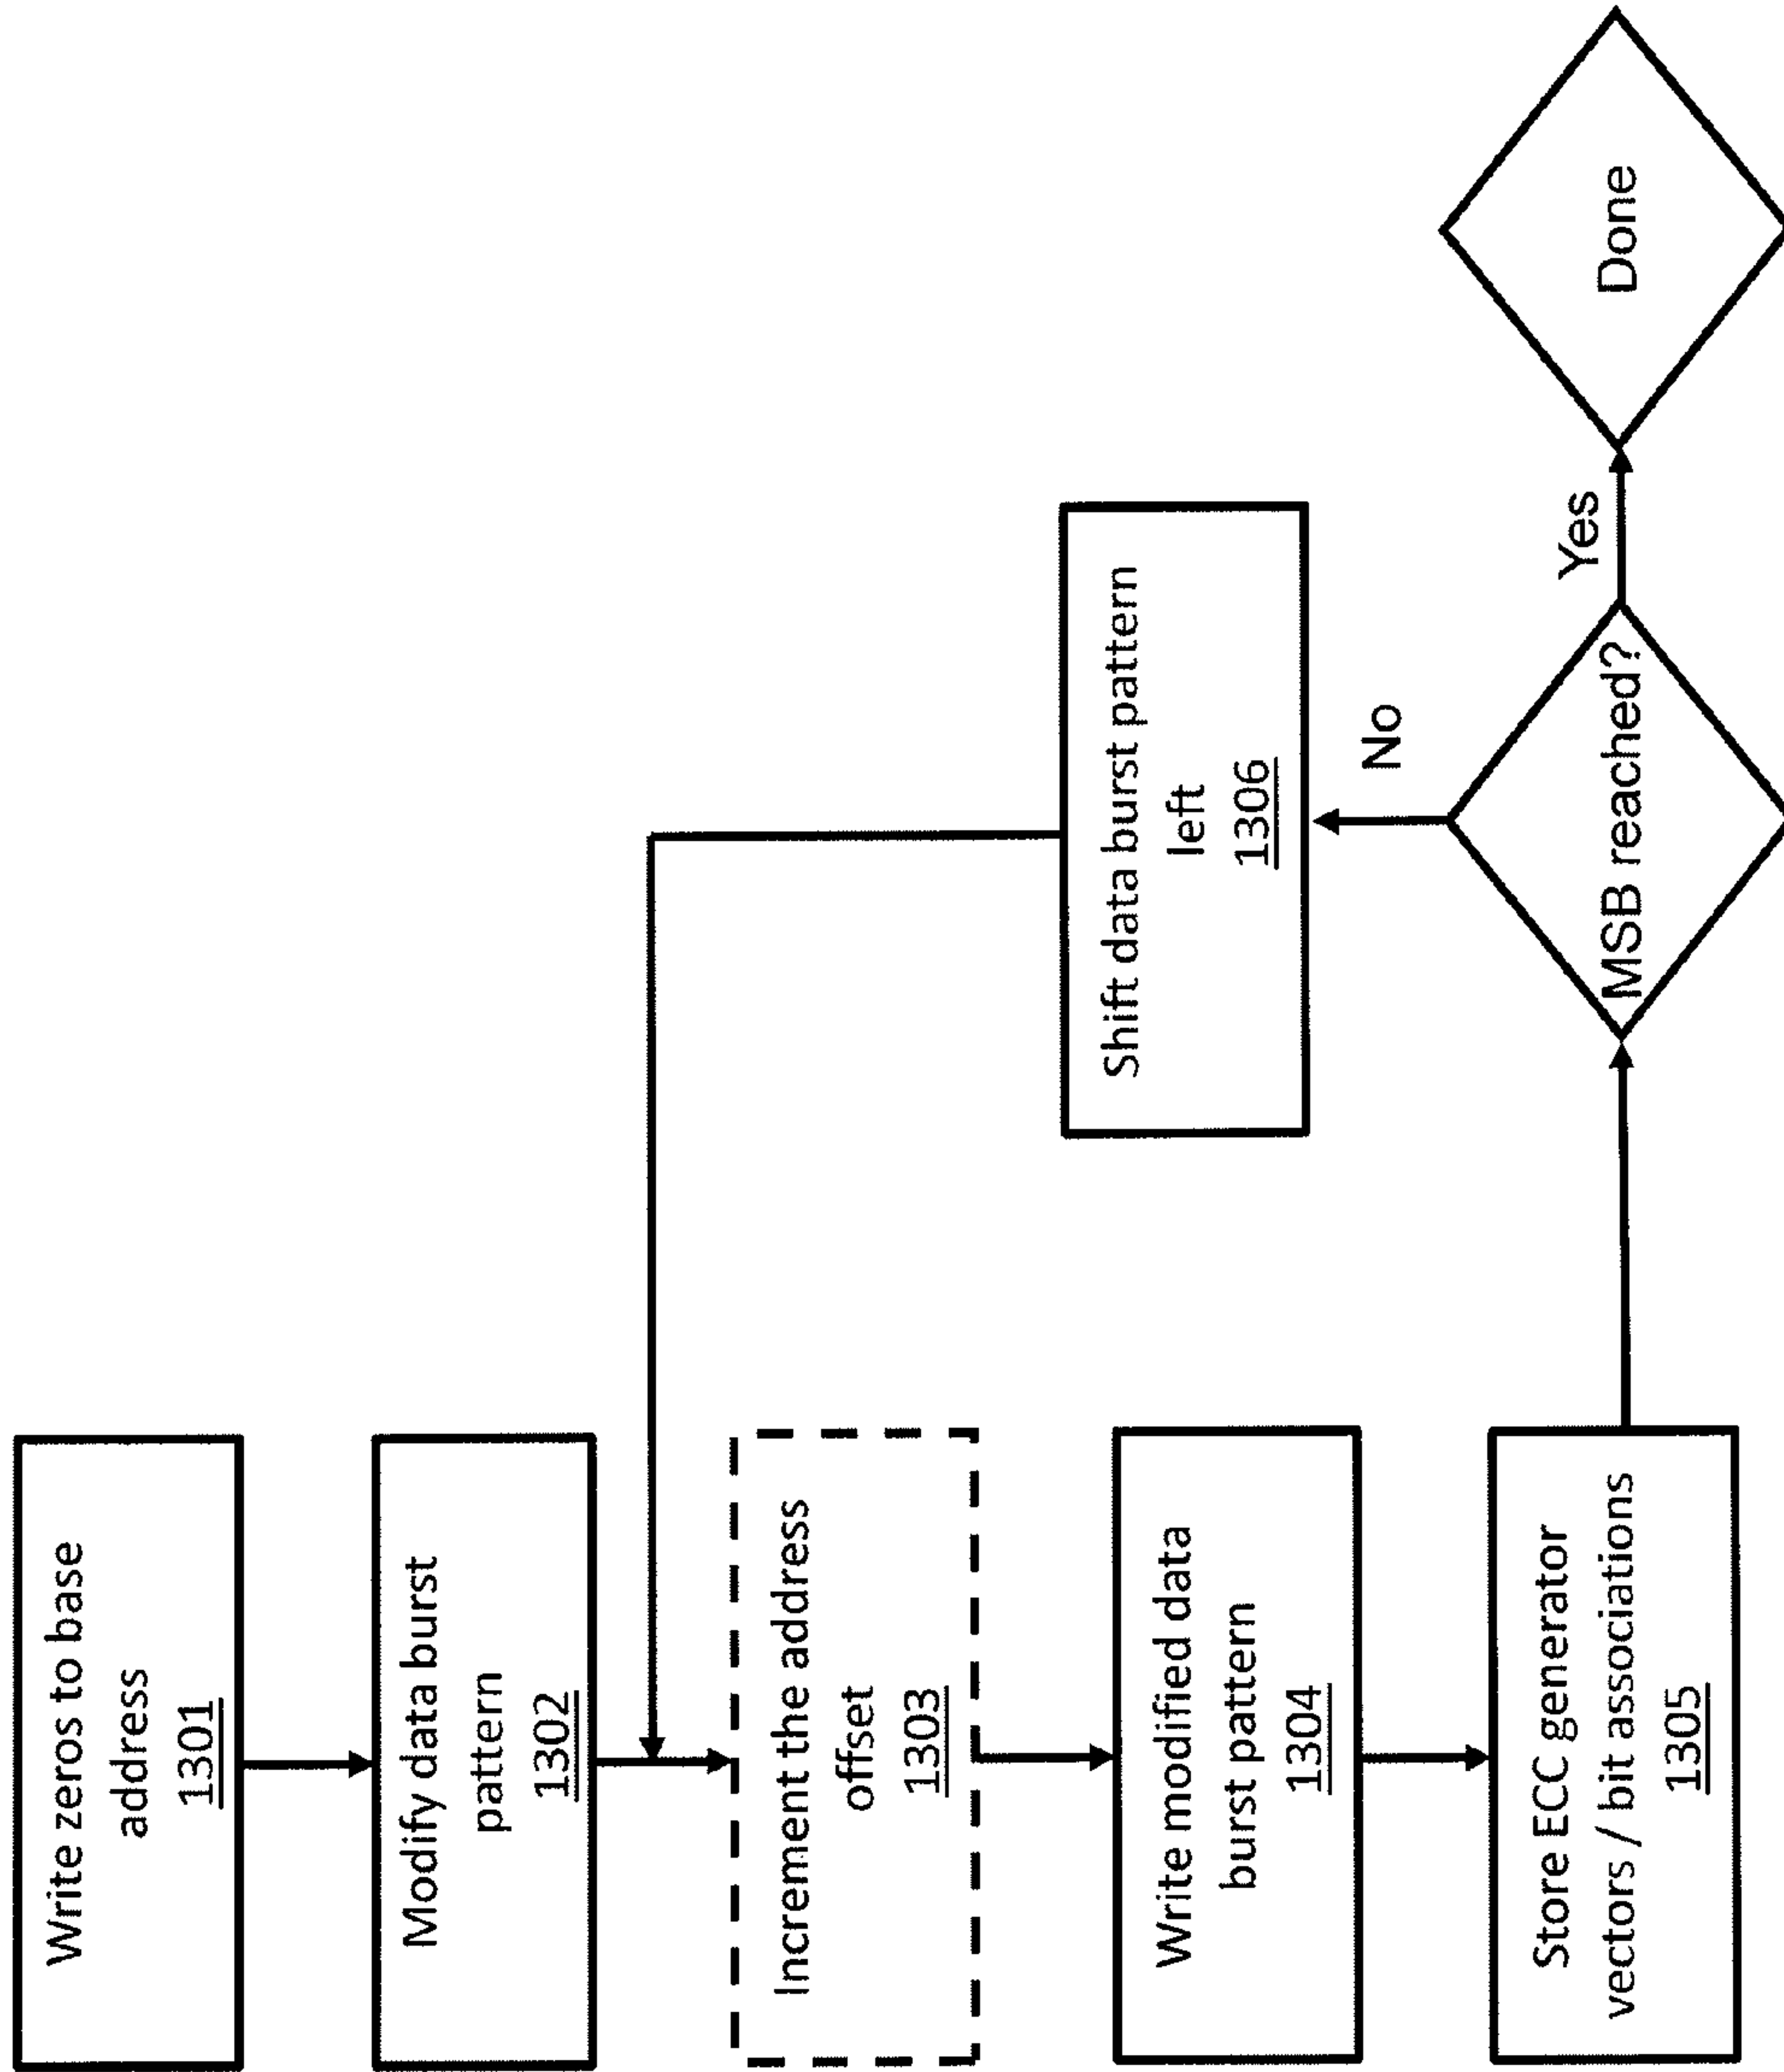 Write zeros to base
address
1301
Modify data burst
pattern
1302
Increment the address
offset
1303
Write modified data
burst pattern
1304
Store ECC generator
vectors / bit associations
1305
Shift data burst pattern
left
1306
No
MSB reached?
Yes
Done